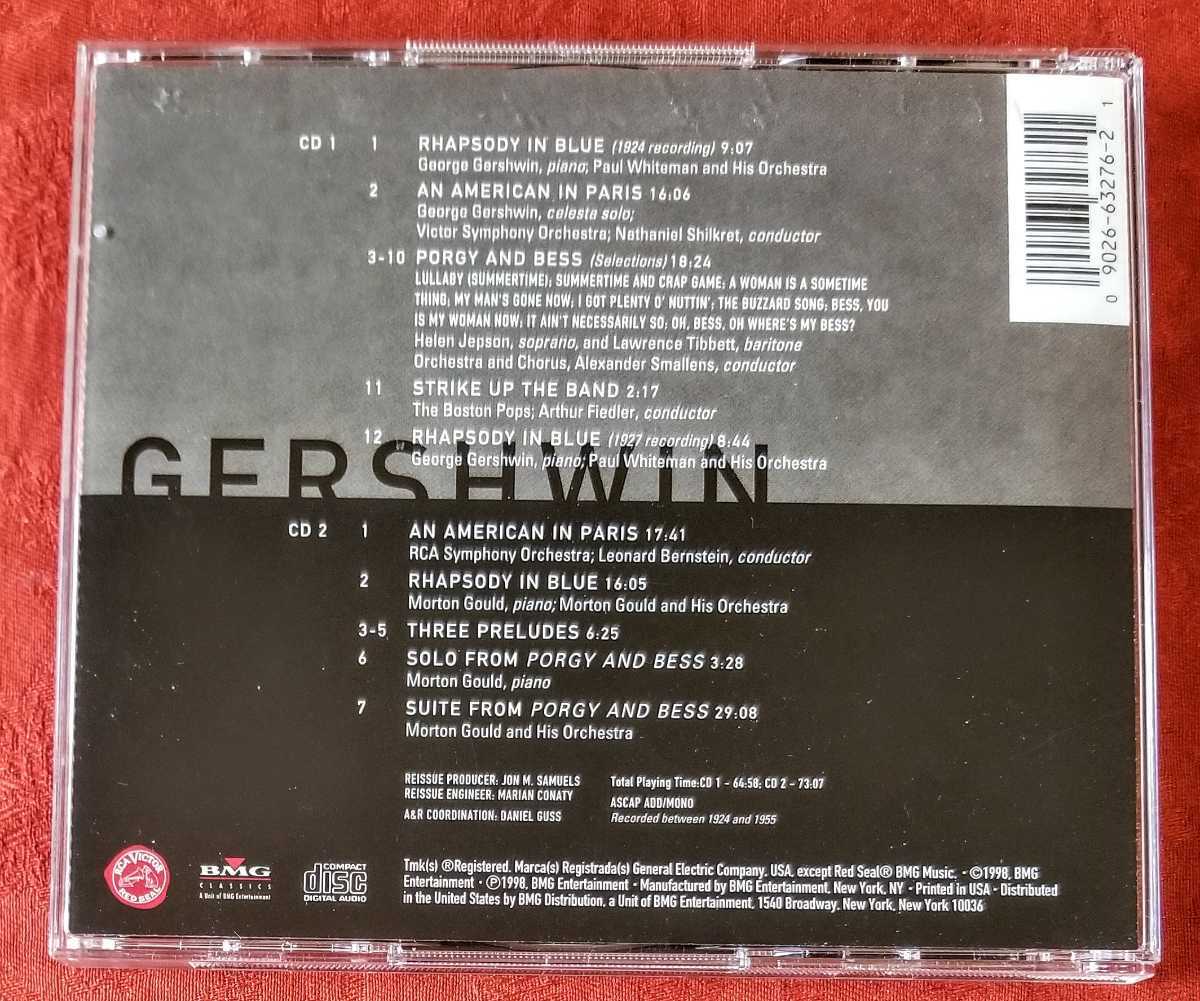 CD 1 1 RHAPSODY IN BLUE (1924 recording) 9:07
George Gershwin, piano; Paul Whiteman and His Orchestra
2 AN AMERICAN IN PARIS 16:06
George Gershwin, celesta solo;
Victor Symphony Orchestra; Nathaniel Shilkret, conductor
3-10 PORGY AND BESS (Selections) 18:24
LULLABY (SUMMERTIME); SUMMERTIME AND CRAP GAME; A WOMAN IS A SOMETIME
THING; MY MAN'S GONE NOW; I GOT PLENTY O' NUTTIN'; THE BUZZARD SONG; BESS, YOU
IS MY WOMAN NOW; IT AIN'T NECESSARILY SO; OH, BESS, OH WHERE'S MY BESS?
Helen Jepson, soprano, and Lawrence Tibbett, baritone
Orchestra and Chorus, Alexander Smallens, conductor
11 STRIKE UP THE BAND 2:17
The Boston Pops; Arthur Fiedler, conductor
12 RHAPSODY IN BLUE (1927 recording) 8:44
George Gershwin, piano; Paul Whiteman and His Orchestra
GERSHWIN
CD 2 1 AN AMERICAN IN PARIS 17:41
RCA Symphony Orchestra; Leonard Bernstein, conductor
2 RHAPSODY IN BLUE 16:05
Morton Gould, piano; Morton Gould and His Orchestra
3-5 THREE PRELUDES 6:25
6 SOLO FROM PORGY AND BESS 3:28
Morton Gould, piano
7 SUITE FROM PORGY AND BESS 29:08
Morton Gould and His Orchestra
REISSUE PRODUCER: JON M. SAMUELS
REISSUE ENGINEER: MARIAN CONATY
A&R COORDINATION: DANIEL GUSS
Total Playing Time: CD 1 - 64:58; CD 2 - 73:07
ASCAP ADD/MONO
Recorded between 1924 and 1955
RCA VICTOR
RED SEAL
BMG
CLASSICS
A Unit of BMG Entertainment
COMPACT
disc
DIGITAL AUDIO
Tmk(s) ®Registered. Marca(s) Registrada(s) General Electric Company. USA, except Red Seal® BMG Music. · ©1998, BMG
Entertainment · ℗1998, BMG Entertainment · Manufactured by BMG Entertainment, New York, NY · Printed in USA · Distributed
in the United States by BMG Distribution, a Unit of BMG Entertainment, 1540 Broadway, New York, New York 10036
0 9026-63276-2 1